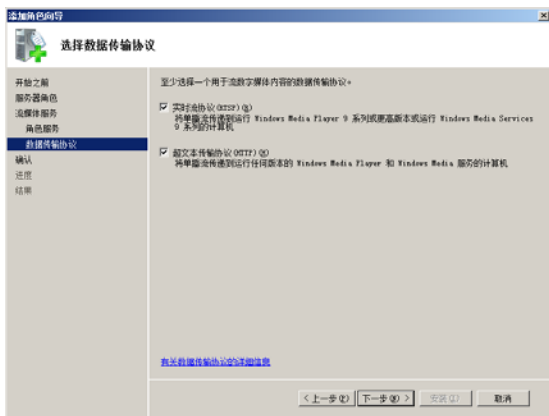 添加角色向导
选择数据传输协议
开始之前
服务器角色
流媒体服务
角色服务
数据传输协议
确认
进度
结果
至少选择一个用于流数字媒体内容的数据传输协议。
实时流协议(RTSP)(R)
将单播流传递到运行 Windows Media Player 9 系列或更高版本或运行 Windows Media Services
9 系列的计算机
超文本传输协议(HTTP)(H)
将单播流传递到运行任何版本的 Windows Media Player 和 Windows Media 服务的计算机
有关数据传输协议的详细信息
< 上一步(P)
下一步(N) >
安装(I)
取消